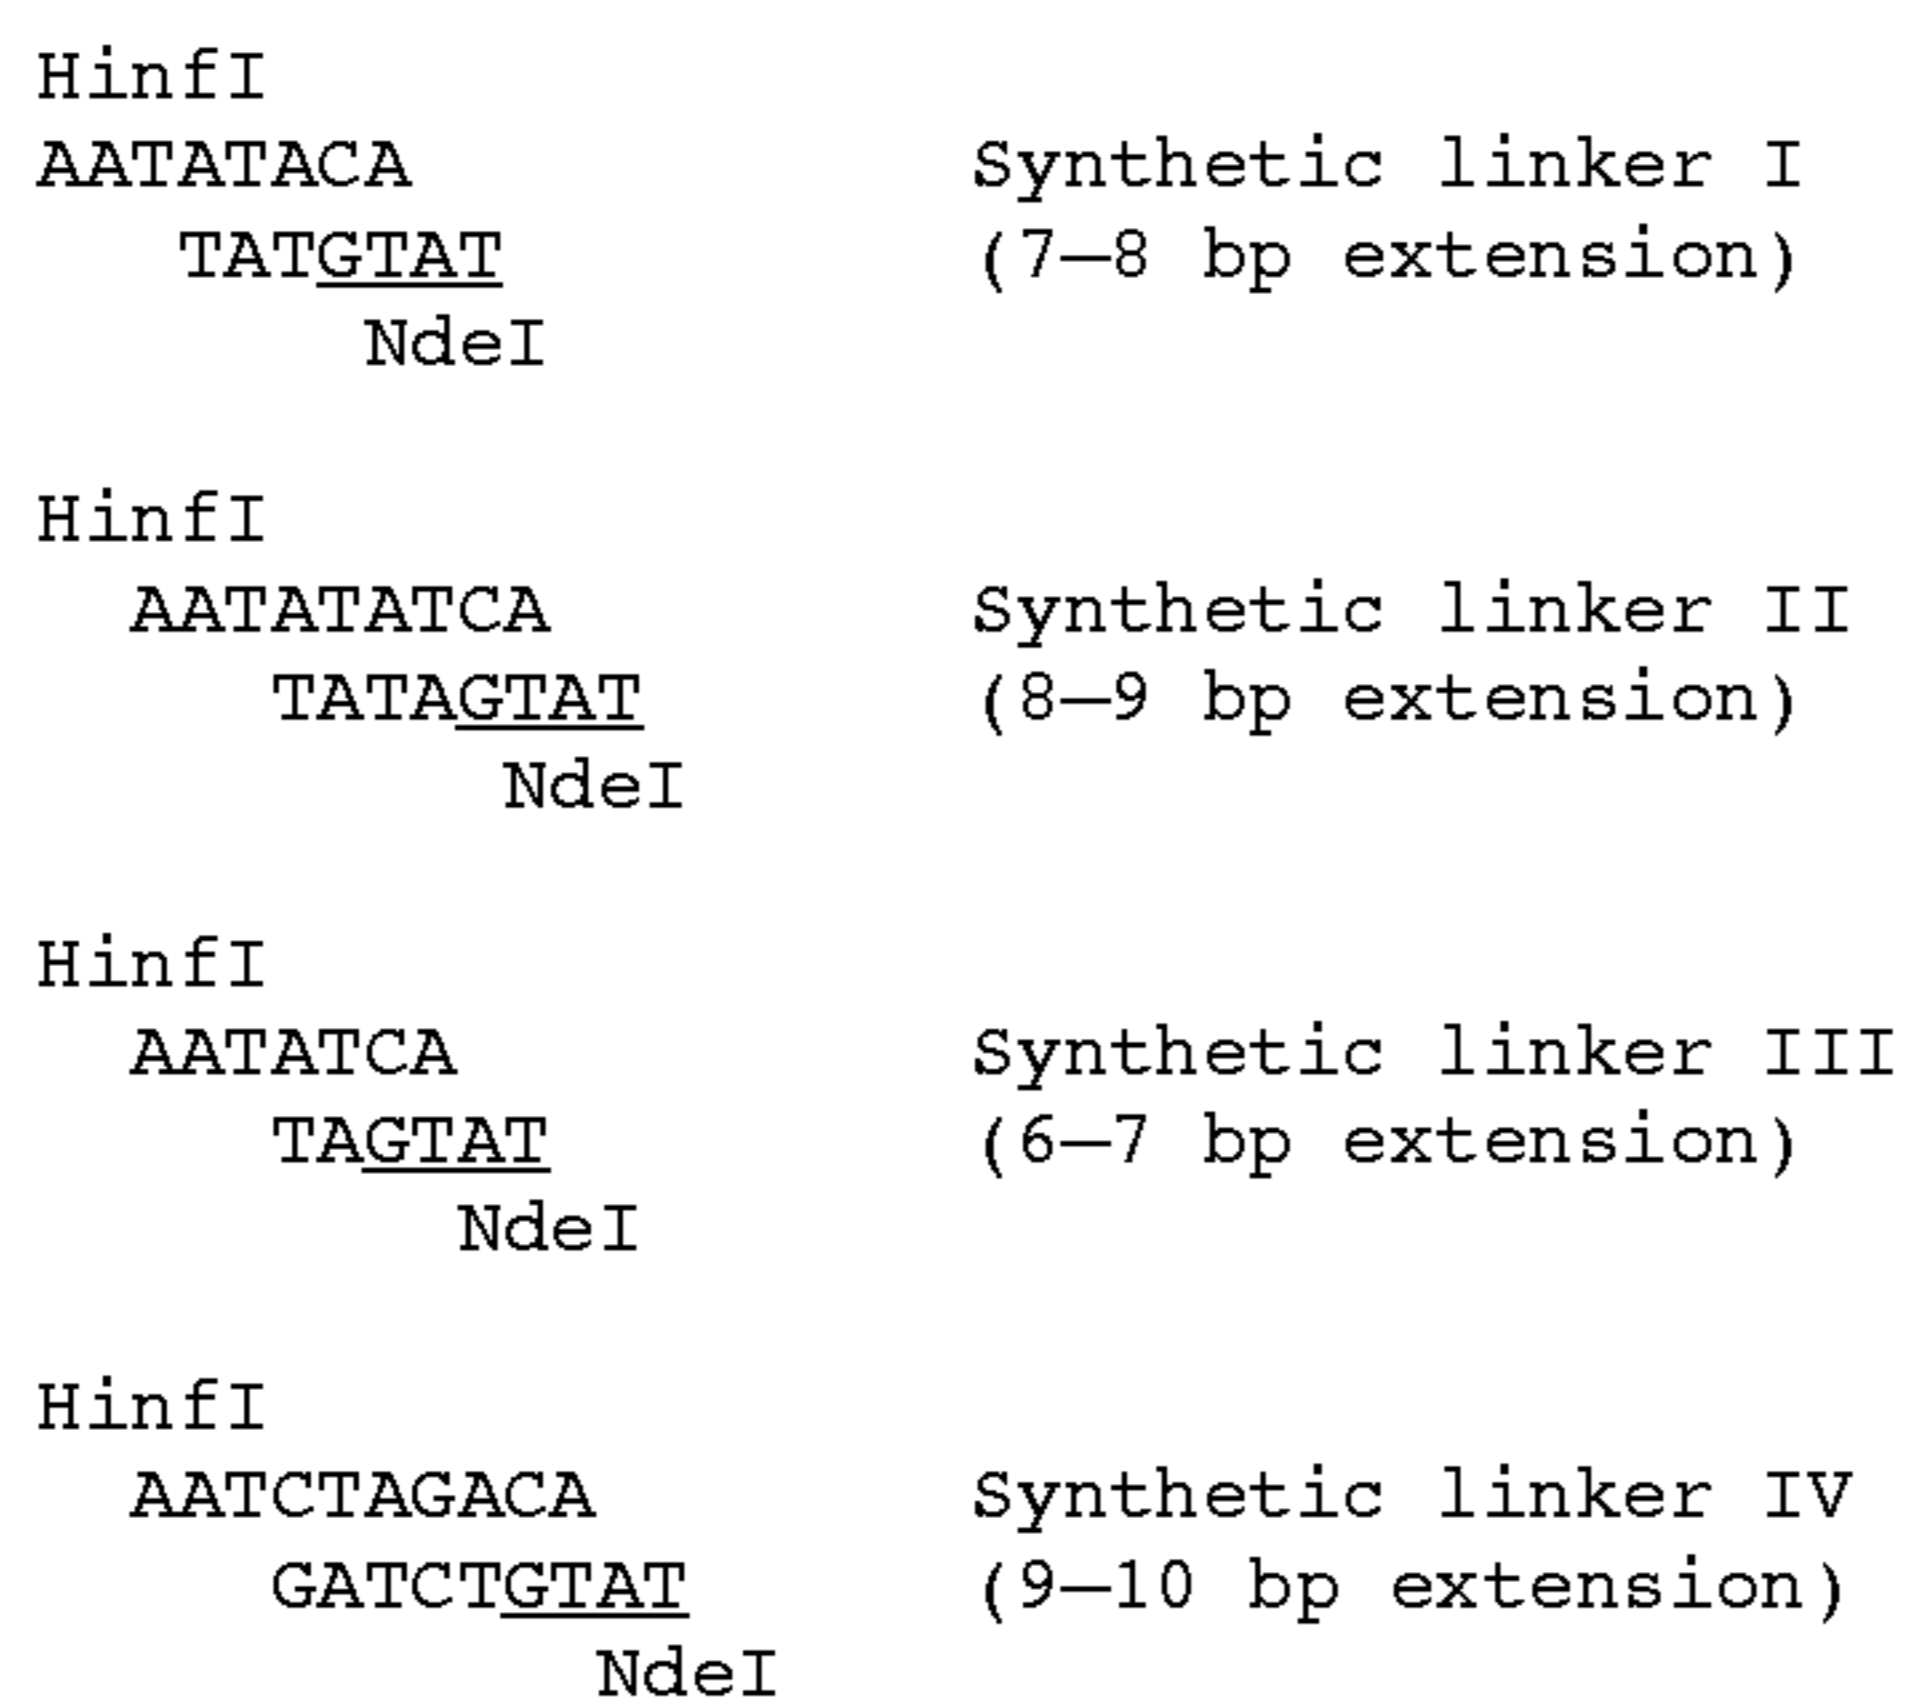 HinfI
AATATACA Synthetic linker I
TATGTAT (7–8 bp extension)
NdeI
HinfI
AATATATCA Synthetic linker II
TATAGTAT (8–9 bp extension)
NdeI
HinfI
AATATCA Synthetic linker III
TAGTAT (6–7 bp extension)
NdeI
HinfI
AATCTAGACA Synthetic linker IV
GATCTGTAT (9–10 bp extension)
NdeI